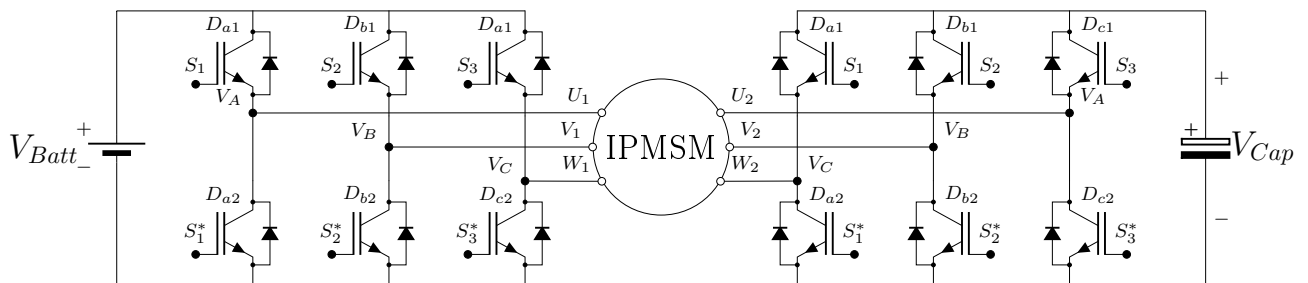 D_{a1} D_{b1} D_{a1} D_{a1} D_{b1} D_{c1}
S_1 S_2 S_3 S_1 S_2 S_3
V_A V_A
U_1 U_2
V_B V_1 V_2 V_B
+ V_{Batt} −
IPMSM
+ + V_{Cap} −
V_C W_1 W_2 V_C
D_{a2} D_{b2} D_{c2} D_{a2} D_{b2} D_{c2}
S_1^* S_2^* S_3^* S_1^* S_2^* S_3^*